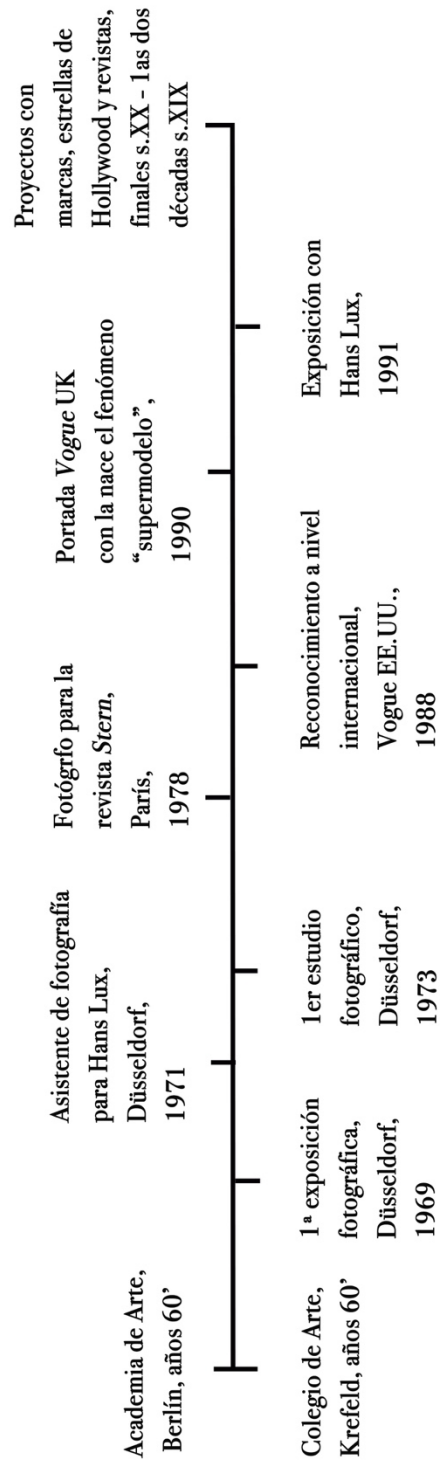 Academia de Arte,
Berlín, años 60’
Colegio de Arte,
Krefeld, años 60’
1ª exposición
fotográfica,
Düsseldorf,
1969
Asistente de fotografía
para Hans Lux,
Düsseldorf,
1971
1er estudio
fotográfico,
Düsseldorf,
1973
Fotógrfo para la
revista Stern,
París,
1978
Reconocimiento a nivel
internacional,
Vogue EE.UU.,
1988
Portada Vogue UK
con la nace el fenómeno
“supermodelo”,
1990
Exposición con
Hans Lux,
1991
Proyectos con
marcas, estrellas de
Hollywood y revistas,
finales s.XX - 1as dos
décadas s.XIX